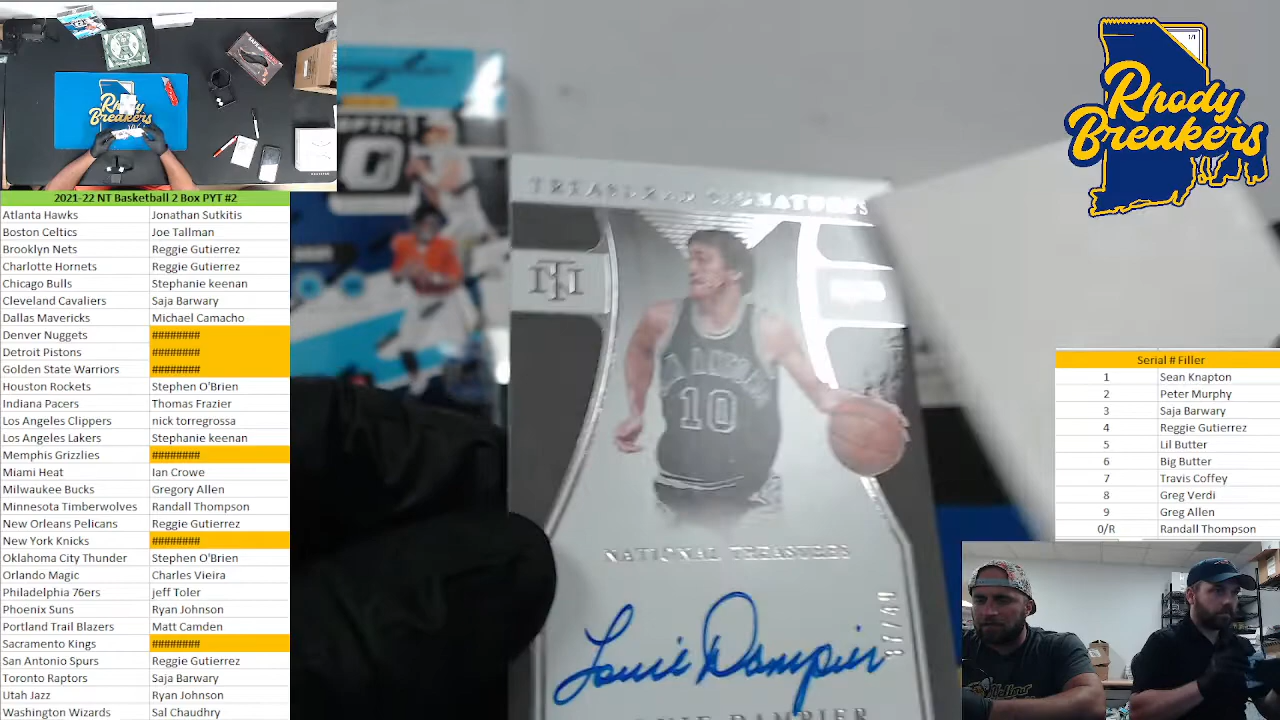 2021-22 NT Basketball 2 Box PYT #2
Atlanta Hawks Jonathan Sutkitis
Boston Celtics Joe Tallman
Brooklyn Nets Reggie Gutierrez
Charlotte Hornets Reggie Gutierrez
Chicago Bulls Stephanie keenan
Cleveland Cavaliers Saja Barwary
Dallas Mavericks Michael Camacho
Denver Nuggets ########
Detroit Pistons ########
Golden State Warriors ########
Houston Rockets Stephen O'Brien
Indiana Pacers Thomas Frazier
Los Angeles Clippers nick torregrossa
Los Angeles Lakers Stephanie keenan
Memphis Grizzlies ########
Miami Heat Ian Crowe
Milwaukee Bucks Gregory Allen
Minnesota Timberwolves Randall Thompson
New Orleans Pelicans Reggie Gutierrez
New York Knicks ########
Oklahoma City Thunder Stephen O'Brien
Orlando Magic Charles Vieira
Philadelphia 76ers jeff Toler
Phoenix Suns Ryan Johnson
Portland Trail Blazers Matt Camden
Sacramento Kings ########
San Antonio Spurs Reggie Gutierrez
Toronto Raptors Saja Barwary
Utah Jazz Ryan Johnson
Washington Wizards Sal Chaudhry
TREASURED SIGNATURES
10
NATIONAL TREASURES
Louie Dampier
DAMPIER
1/1
Rhody
Breakers
Serial # Filler
1 Sean Knapton
2 Peter Murphy
3 Saja Barwary
4 Reggie Gutierrez
5 Lil Butter
6 Big Butter
7 Travis Coffey
8 Greg Verdi
9 Greg Allen
0/R Randall Thompson